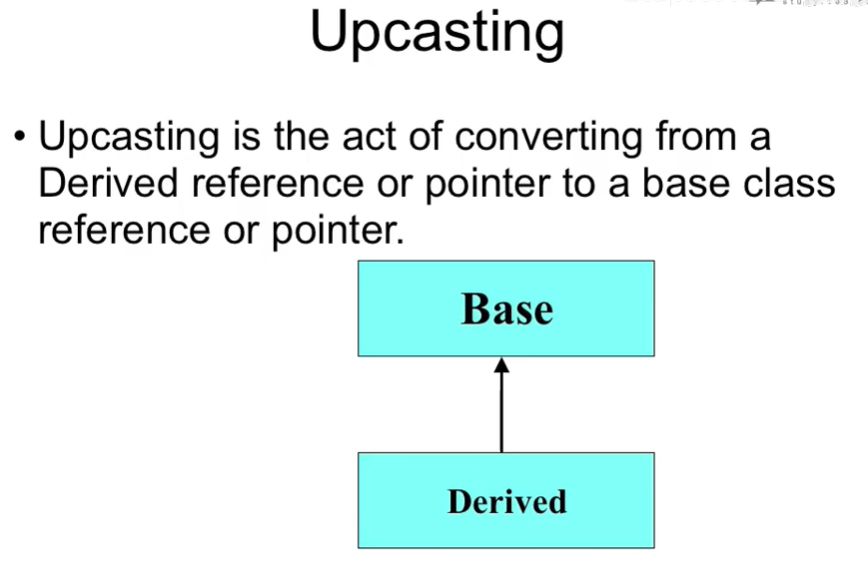 Upcasting
• Upcasting is the act of converting from a
Derived reference or pointer to a base class
reference or pointer.
Base
Derived